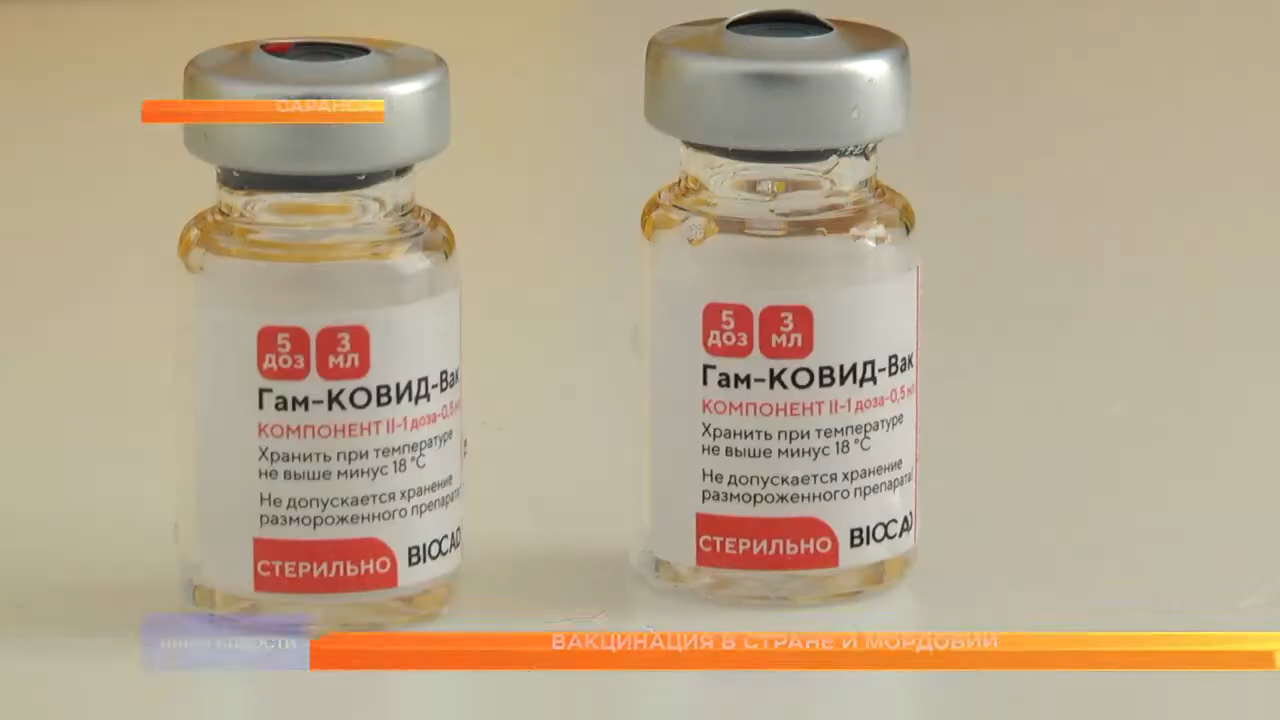 САРАНСК
5 ДОЗ
3 МЛ
Гам-КОВИД-Вак
КОМПОНЕНТ II-1 доза-0,5
Хранить при температуре
не выше минус 18 °C
Не допускается хранение
размороженного препарата
СТЕРИЛЬНО
BIOCAD
5 ДОЗ
3 МЛ
Гам-КОВИД-Вак
КОМПОНЕНТ II-1 доза-0,5 мл
Хранить при температуре
не выше минус 18 °C
Не допускается хранение
размороженного препарата!
СТЕРИЛЬНО
BIOCAD
ВАКЦИНАЦИЯ В СТРАНЕ И МОРДОВИИ